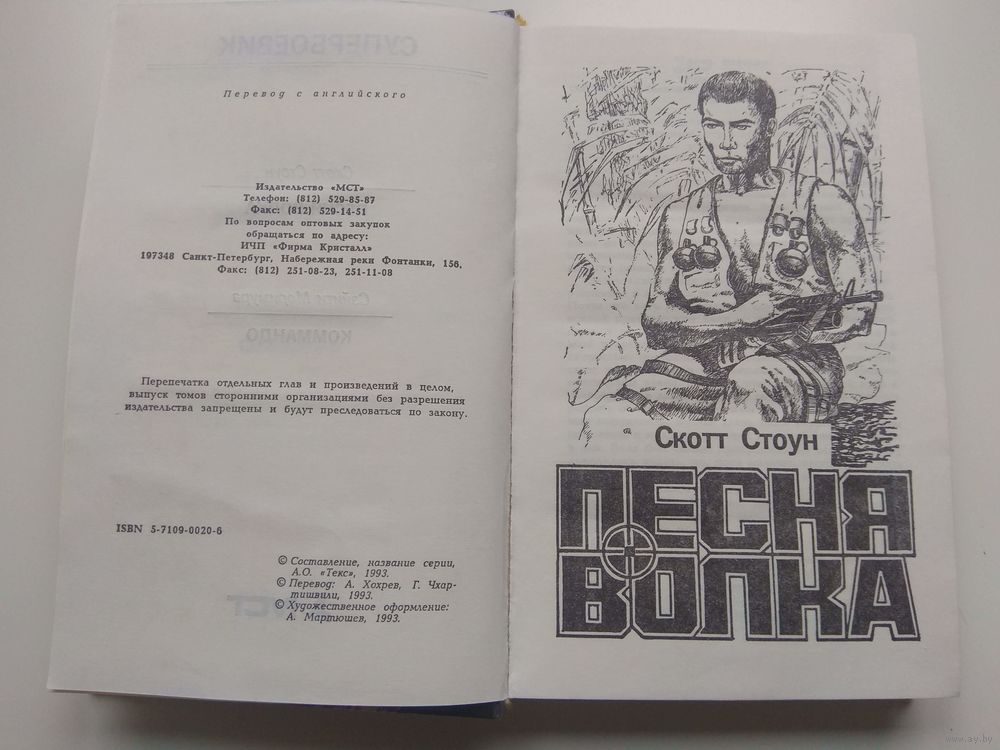 Перевод с английского
Издательство «МСТ»
Телефон: (812) 529-85-87
Факс: (812) 529-14-51
По вопросам оптовых закупок
обращаться по адресу:
ИЧП «Фирма Кристалл»
197348 Санкт-Петербург, Набережная реки Фонтанки, 156.
Факс: (812) 251-08-23, 251-11-08
Перепечатка отдельных глав и произведений в целом,
выпуск томов сторонними организациями без разрешения
издательства запрещены и будут преследоваться по закону.
ISBN 5-7109-0020-6
© Составление, название серии,
А.О. «Текс», 1993.
© Перевод: А. Хохрев, Г. Чхар-
тишвили, 1993.
© Художественное оформление:
А. Мартюшев, 1993.
Скотт Стоун
ПЕСНЯ
ВОЛКА
www.ay.by